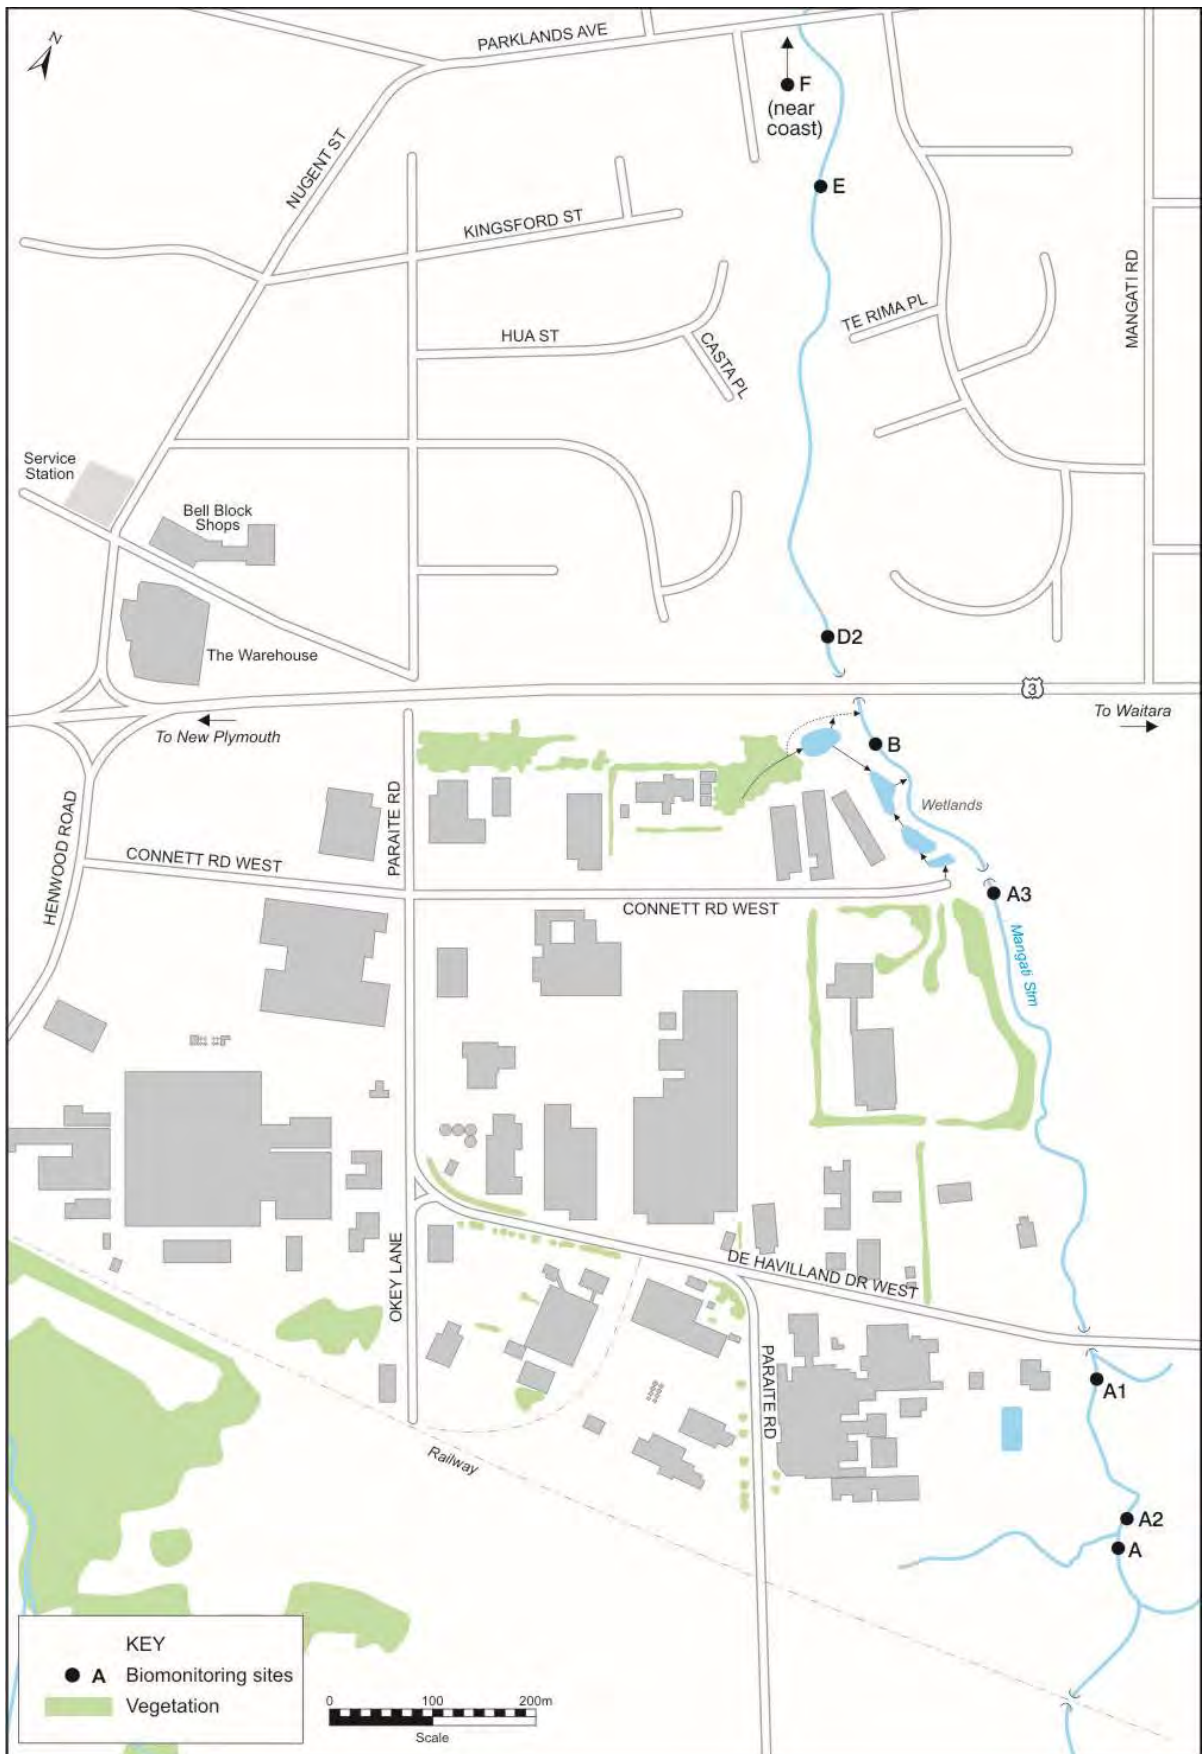 N
PARKLANDS AVE
F
(near
coast)
NUGENT ST
E
KINGSFORD ST
MANGATI RD
TE RIMA PL
HUA ST
CASTA PL
Service
Station
Bell Block
Shops
D2
The Warehouse
3
To New Plymouth
To Waitara
B
PARAITE RD
Wetlands
HENWOOD ROAD
CONNETT RD WEST
A3
CONNETT RD WEST
Mangati Stm
OKEY LANE
DE HAVILLAND DR WEST
PARAITE RD
A1
Railway
A2
A
KEY
A Biomonitoring sites
Vegetation
0 100 200m
Scale